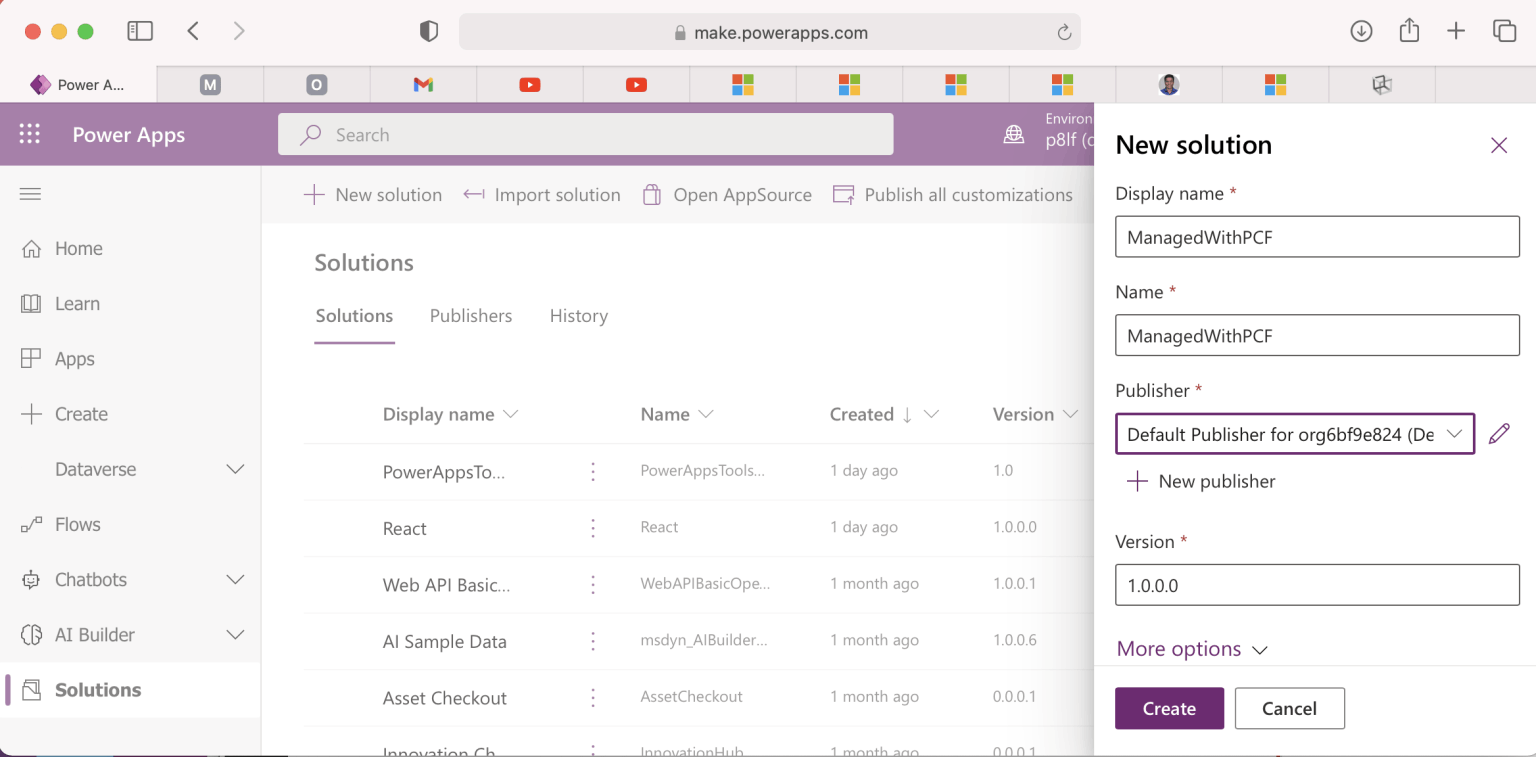 make.powerapps.com
Power A...
M
O
Power Apps
Search
Environ
p8lf (c
New solution
Import solution
Open AppSource
Publish all customizations
Home
Learn
Apps
Create
Dataverse
Flows
Chatbots
AI Builder
Solutions
Solutions
Solutions Publishers History
Display name Name Created Version
PowerAppsTo... PowerAppsTools... 1 day ago 1.0
React React 1 day ago 1.0.0.0
Web API Basic... WebAPIBasicOpe... 1 month ago 1.0.0.1
AI Sample Data msdyn_AIBuilder... 1 month ago 1.0.0.6
Asset Checkout AssetCheckout 1 month ago 0.0.0.1
Innovation Ch InnovationHub 1 month ago 0.0.0.1
New solution
Display name *
ManagedWithPCF
Name *
ManagedWithPCF
Publisher *
Default Publisher for org6bf9e824 (De
New publisher
Version *
1.0.0.0
More options
Create Cancel